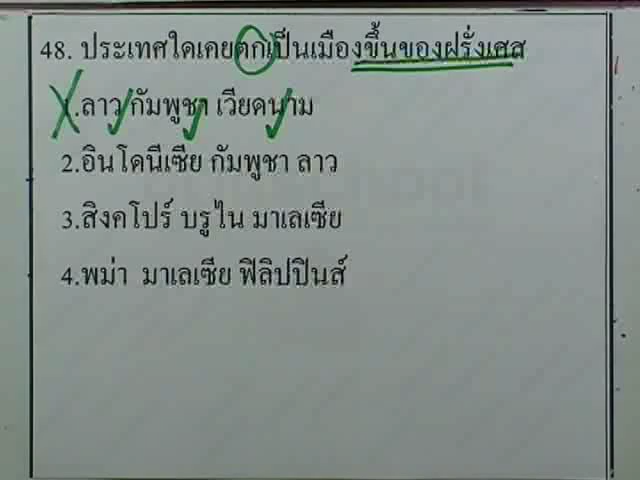 48. ประเทศใดเคยตกเป็นเมืองขึ้นของฝรั่งเศส
1.ลาว กัมพูชา เวียดนาม
2.อินโดนีเซีย กัมพูชา ลาว
3.สิงคโปร์ บรูไน มาเลเซีย
4.พม่า มาเลเซีย ฟิลิปปินส์